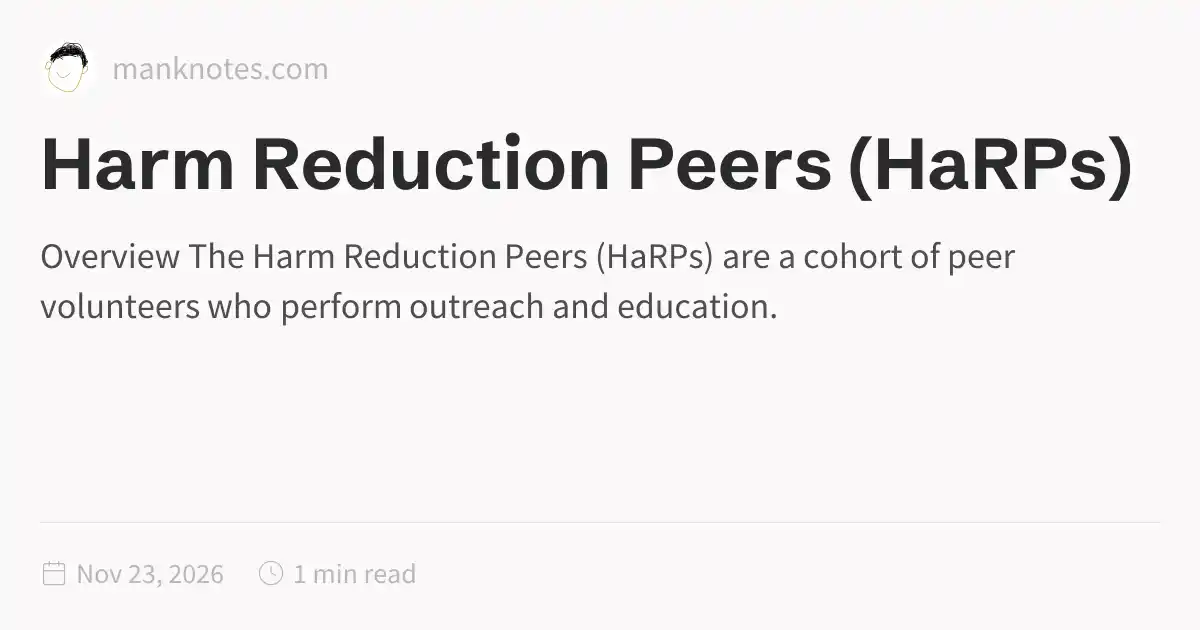 manknotes.com
Harm Reduction Peers (HaRPs)
Overview The Harm Reduction Peers (HaRPs) are a cohort of peer
volunteers who perform outreach and education.
Nov 23, 2026 1 min read